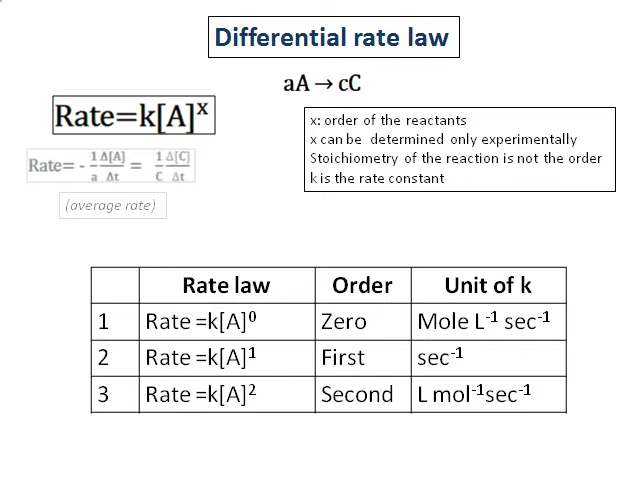 Differential rate law
aA → cC
Rate=k[A]ˣ
x: order of the reactants
x can be determined only experimentally
Stoichiometry of the reaction is not the order
k is the rate constant
Rate= - 1/a Δ[A]/Δt = 1/C Δ[C]/Δt
(average rate)
Rate law Order Unit of k
1 Rate =k[A]⁰ Zero Mole L⁻¹ sec⁻¹
2 Rate =k[A]¹ First sec⁻¹
3 Rate =k[A]² Second L mol⁻¹sec⁻¹